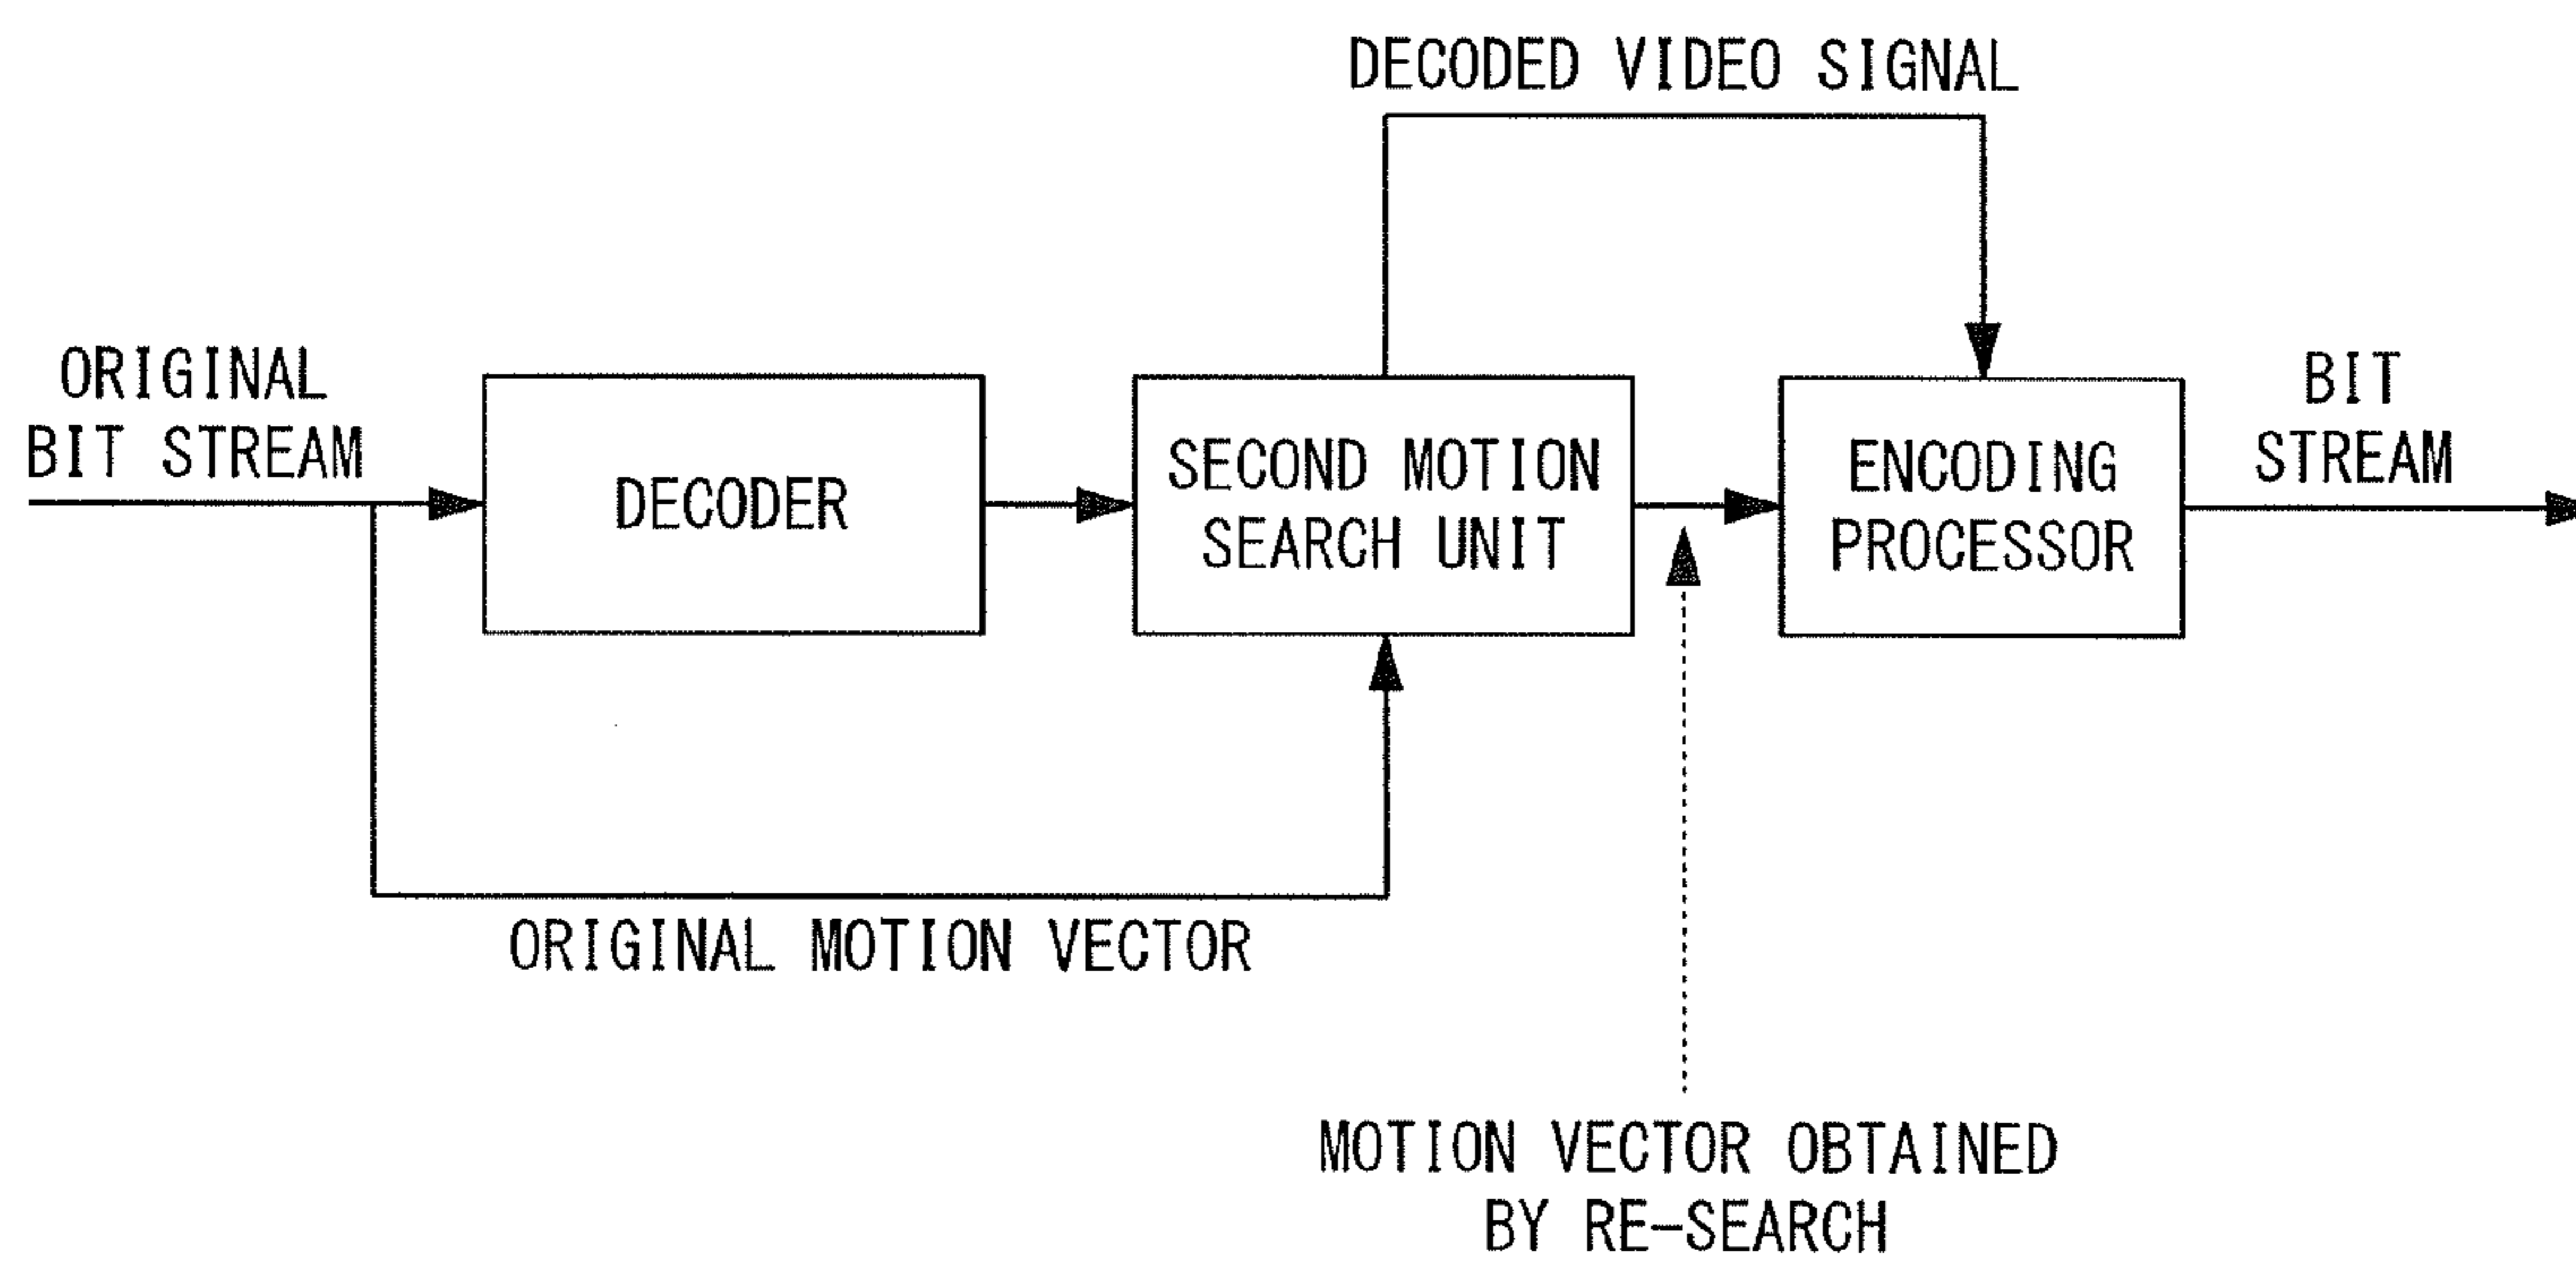 DECODED VIDEO SIGNAL
ORIGINAL
BIT STREAM
DECODER
SECOND MOTION
SEARCH UNIT
ENCODING
PROCESSOR
BIT
STREAM
ORIGINAL MOTION VECTOR
MOTION VECTOR OBTAINED
BY RE-SEARCH